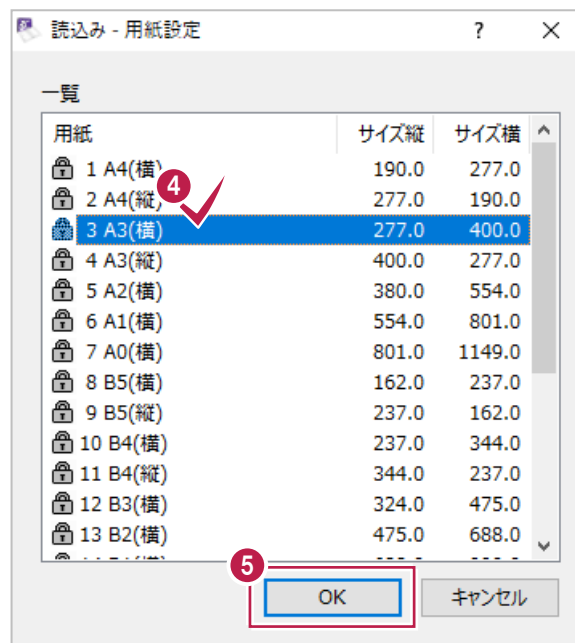 読込み - 用紙設定 ?
一覧
用紙 サイズ縦 サイズ横
1 A4(横) 190.0 277.0
4
2 A4(縦) 277.0 190.0
3 A3(横) 277.0 400.0
4 A3(縦) 400.0 277.0
5 A2(横) 380.0 554.0
6 A1(横) 554.0 801.0
7 A0(横) 801.0 1149.0
8 B5(横) 162.0 237.0
9 B5(縦) 237.0 162.0
10 B4(横) 237.0 344.0
11 B4(縦) 344.0 237.0
12 B3(横) 324.0 475.0
13 B2(横) 475.0 688.0
5
OK キャンセル